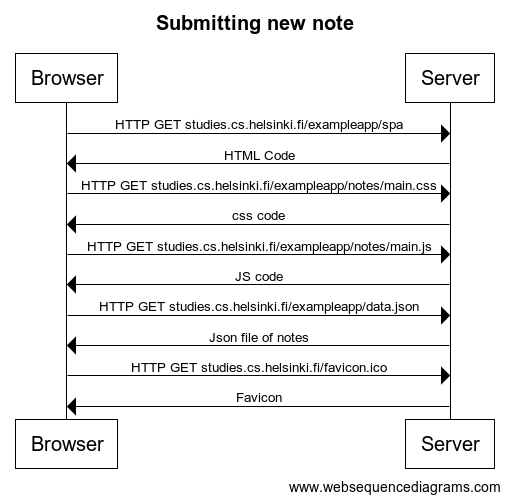 Submitting new note
Browser
Server
HTTP GET studies.cs.helsinki.fi/exampleapp/spa
HTML Code
HTTP GET studies.cs.helsinki.fi/exampleapp/notes/main.css
css code
HTTP GET studies.cs.helsinki.fi/exampleapp/notes/main.js
JS code
HTTP GET studies.cs.helsinki.fi/exampleapp/data.json
Json file of notes
HTTP GET studies.cs.helsinki.fi/favicon.ico
Favicon
Browser
Server
www.websequencediagrams.com